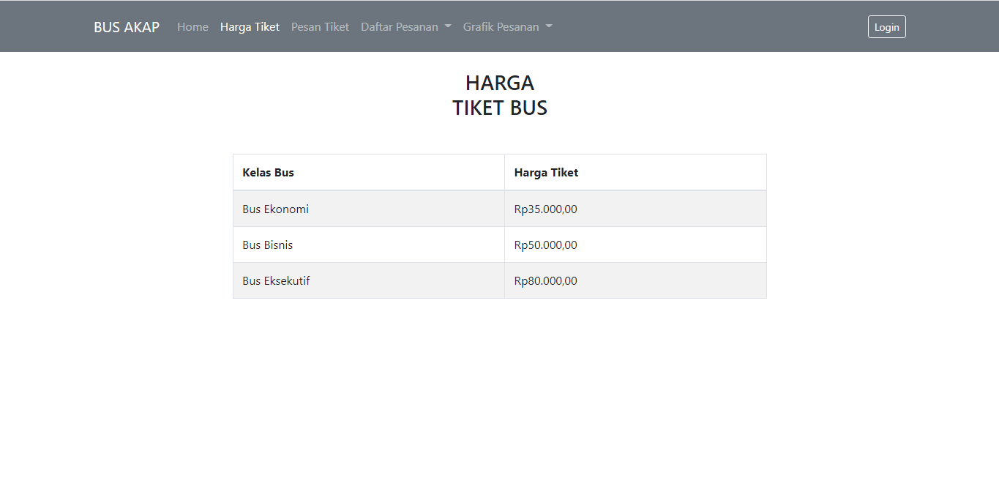 BUS AKAP Home Harga Tiket Pesan Tiket Daftar Pesanan Grafik Pesanan Login
HARGA
TIKET BUS
Kelas Bus Harga Tiket
Bus Ekonomi Rp35.000,00
Bus Bisnis Rp50.000,00
Bus Eksekutif Rp80.000,00